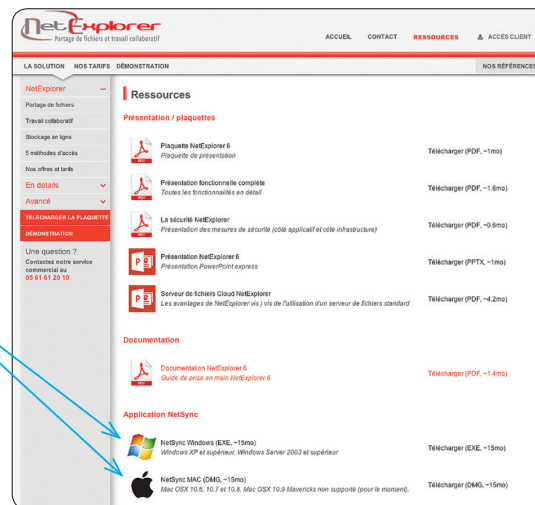 NetExplorer
Partage de fichiers et travail collaboratif
ACCUEIL CONTACT RESSOURCES ACCÈS CLIENT
LA SOLUTION NOS TARIFS DÉMONSTRATION NOS RÉFÉRENCES
NetExplorer
Partage de fichiers
Travail collaboratif
Stockage en ligne
5 méthodes d'accès
Nos offres et tarifs
En détails
Avancé
TÉLÉCHARGER LA PLAQUETTE
DÉMONSTRATION
Une question ?
Contactez notre service
commercial au
05 61 61 20 10
Ressources
Présentation / plaquettes
PDF
Plaquette NetExplorer 6
Plaquette de présentation
Télécharger (PDF, ~1mo)
PDF
Présentation fonctionnelle complète
Toutes les fonctionnalités en détail
Télécharger (PDF, ~1.6mo)
PDF
La sécurité NetExplorer
Présentation des mesures de sécurité (côté applicatif et côté infrastructure)
Télécharger (PDF, ~0.6mo)
P
Présentation NetExplorer 6
Présentation PowerPoint express
Télécharger (PPTX, ~1mo)
P
Serveur de fichiers Cloud NetExplorer
Les avantages de NetExplorer vis | vis de l'utilisation d'un serveur de fichiers standard
Télécharger (PDF, ~4.2mo)
Documentation
PDF
Documentation NetExplorer 6
Guide de prise en main NetExplorer 6
Télécharger (PDF, ~1.4mo)
Application NetSync
NetSync Windows (EXE, ~15mo)
Windows XP et supérieur, Windows Server 2003 et supérieur
Télécharger (EXE, ~15mo)
NetSync MAC (DMG, ~15mo)
Mac OSX 10.6, 10.7 et 10.8. Mac OSX 10.9 Mavericks non supporté (pour le moment).
Télécharger (DMG, ~15mo)